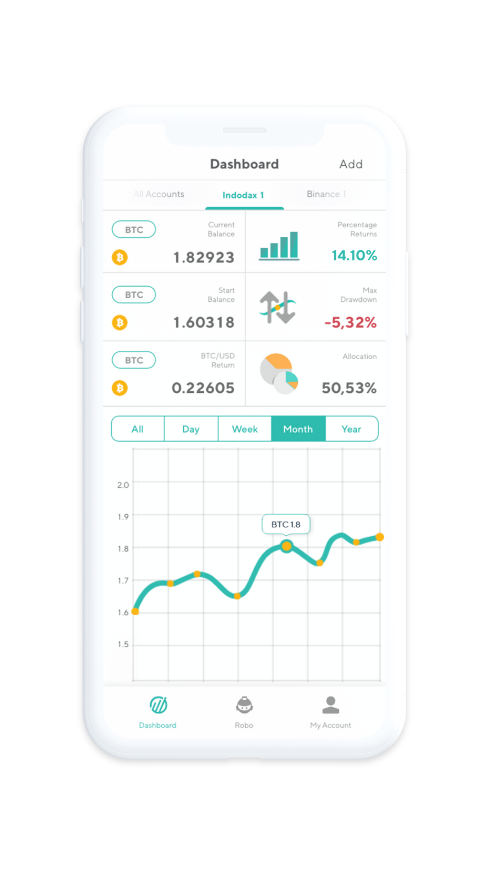 Dashboard Add
All Accounts Indodax 1 Binance 1
BTC Current
Balance
1.82923
Percentage
Returns
14.10%
BTC Start
Balance
1.60318
Max
Drawdown
-5,32%
BTC BTC/USD
Return
0.22605
Allocation
50,53%
All Day Week Month Year
2.0
1.9
BTC 1.8
1.8
1.7
1.6
1.5
Dashboard Robo My Account